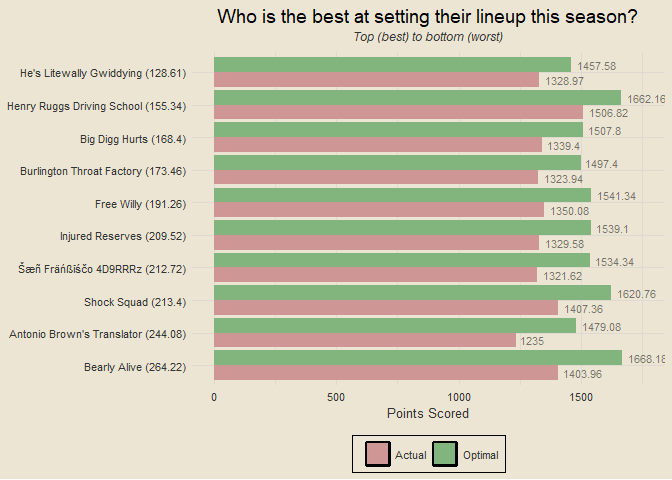 Who is the best at setting their lineup this season?
Top (best) to bottom (worst)
He's Litewally Gwiddying (128.61)
1457.58
1328.97
Henry Ruggs Driving School (155.34)
1662.16
1506.82
Big Digg Hurts (168.4)
1507.8
1339.4
Burlington Throat Factory (173.46)
1497.4
1323.94
Free Willy (191.26)
1541.34
1350.08
Injured Reserves (209.52)
1539.1
1329.58
Šæñ Fráńßíśčo 4D9RRRz (212.72)
1534.34
1321.62
Shock Squad (213.4)
1620.76
1407.36
Antonio Brown's Translator (244.08)
1479.08
1235
Bearly Alive (264.22)
1668.18
1403.96
0 500 1000 1500
Points Scored
Actual Optimal